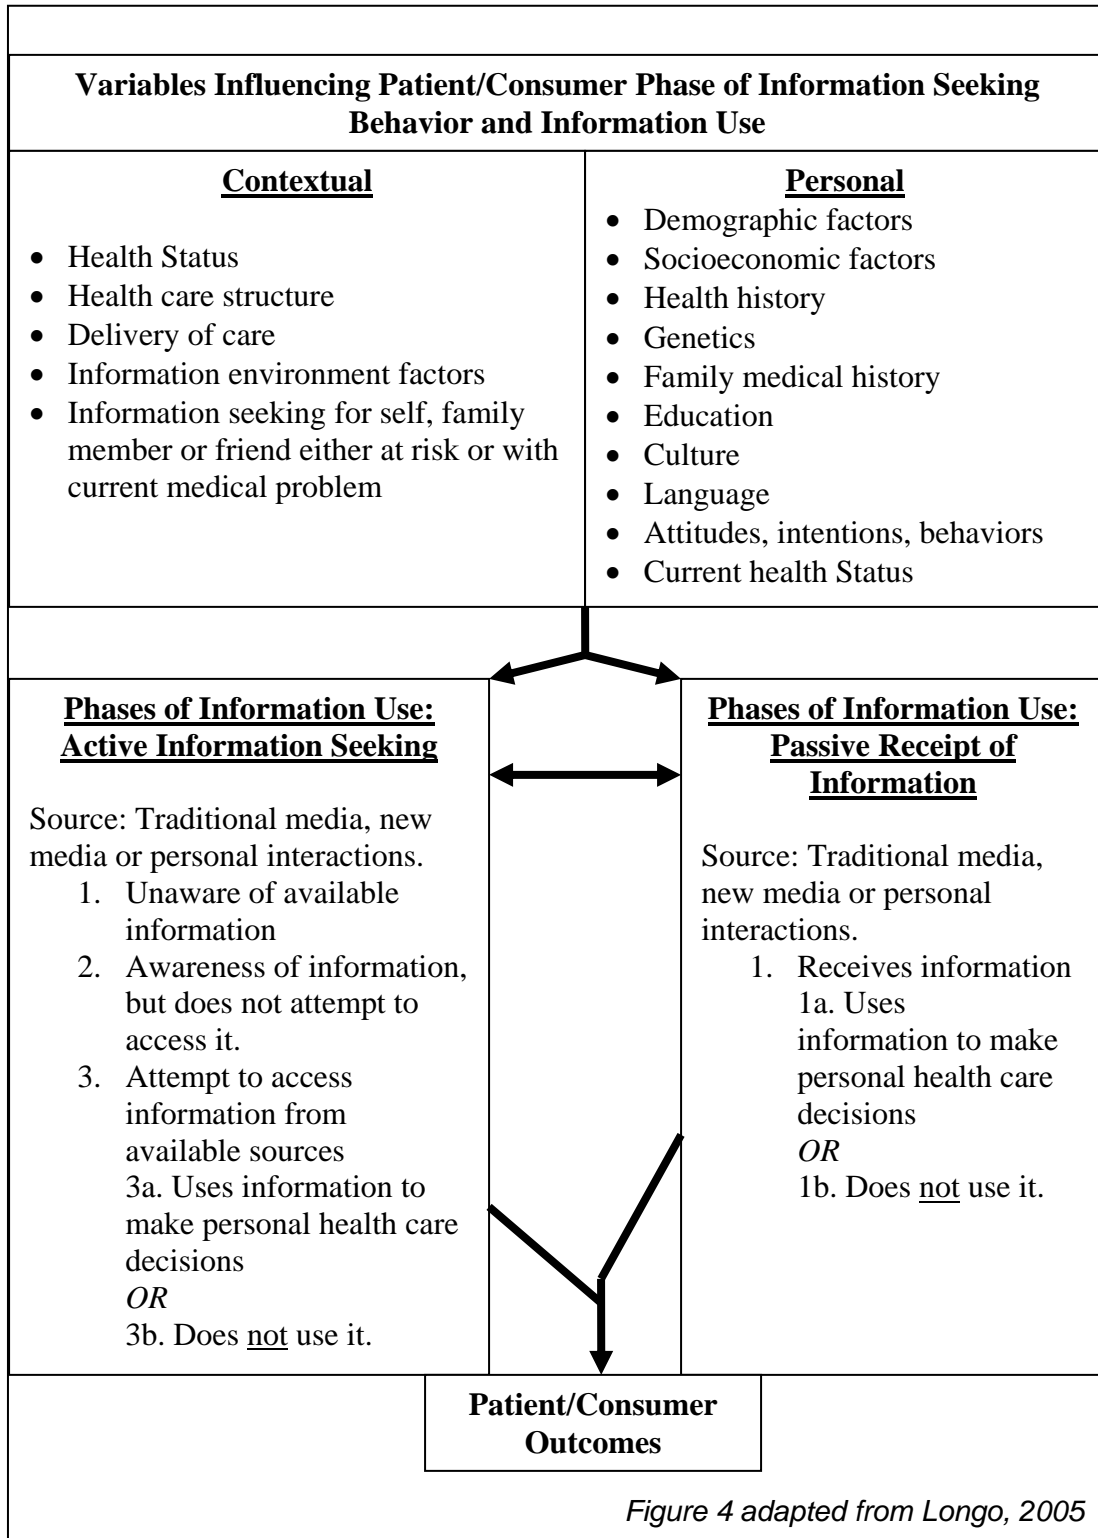 Variables Influencing Patient/Consumer Phase of Information Seeking
Behavior and Information Use
Contextual
• Health Status
• Health care structure
• Delivery of care
• Information environment factors
• Information seeking for self, family
member or friend either at risk or with
current medical problem
Personal
• Demographic factors
• Socioeconomic factors
• Health history
• Genetics
• Family medical history
• Education
• Culture
• Language
• Attitudes, intentions, behaviors
• Current health Status
Phases of Information Use:
Active Information Seeking
Source: Traditional media, new
media or personal interactions.
1. Unaware of available
information
2. Awareness of information,
but does not attempt to
access it.
3. Attempt to access
information from
available sources
3a. Uses information to
make personal health care
decisions
OR
3b. Does not use it.
Phases of Information Use:
Passive Receipt of
Information
Source: Traditional media,
new media or personal
interactions.
1. Receives information
1a. Uses
information to make
personal health care
decisions
OR
1b. Does not use it.
Patient/Consumer
Outcomes
Figure 4 adapted from Longo, 2005